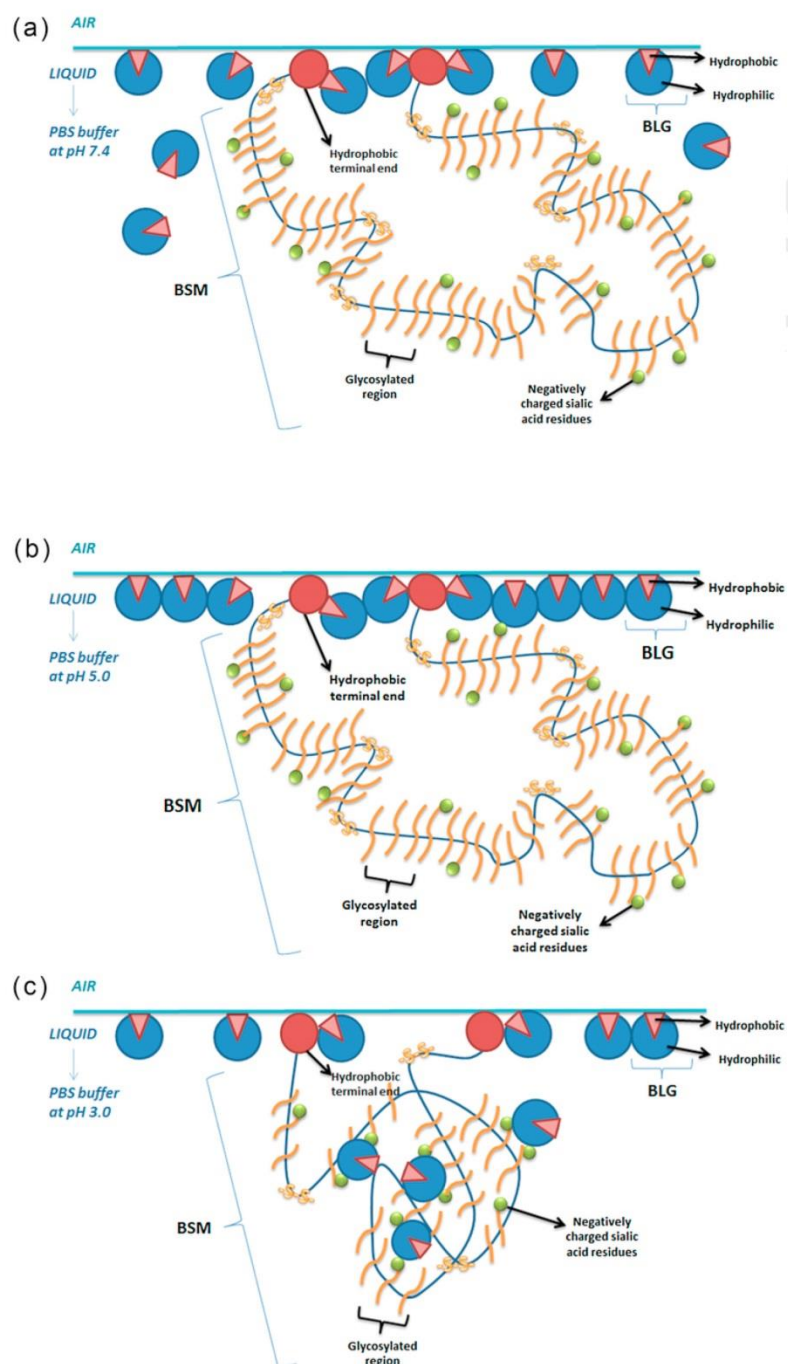 (a)
AIR
LIQUID
PBS buffer
at pH 7.4
Hydrophobic
Hydrophilic
BLG
Hydrophobic
terminal end
BSM
Glycosylated
region
Negatively
charged sialic
acid residues
(b)
AIR
LIQUID
PBS buffer
at pH 5.0
Hydrophobic
Hydrophilic
BLG
Hydrophobic
terminal end
BSM
Glycosylated
region
Negatively
charged sialic
acid residues
(c)
AIR
LIQUID
PBS buffer
at pH 3.0
Hydrophobic
Hydrophilic
BLG
Hydrophobic
terminal end
BSM
Negatively
charged sialic
acid residues
Glycosylated
region